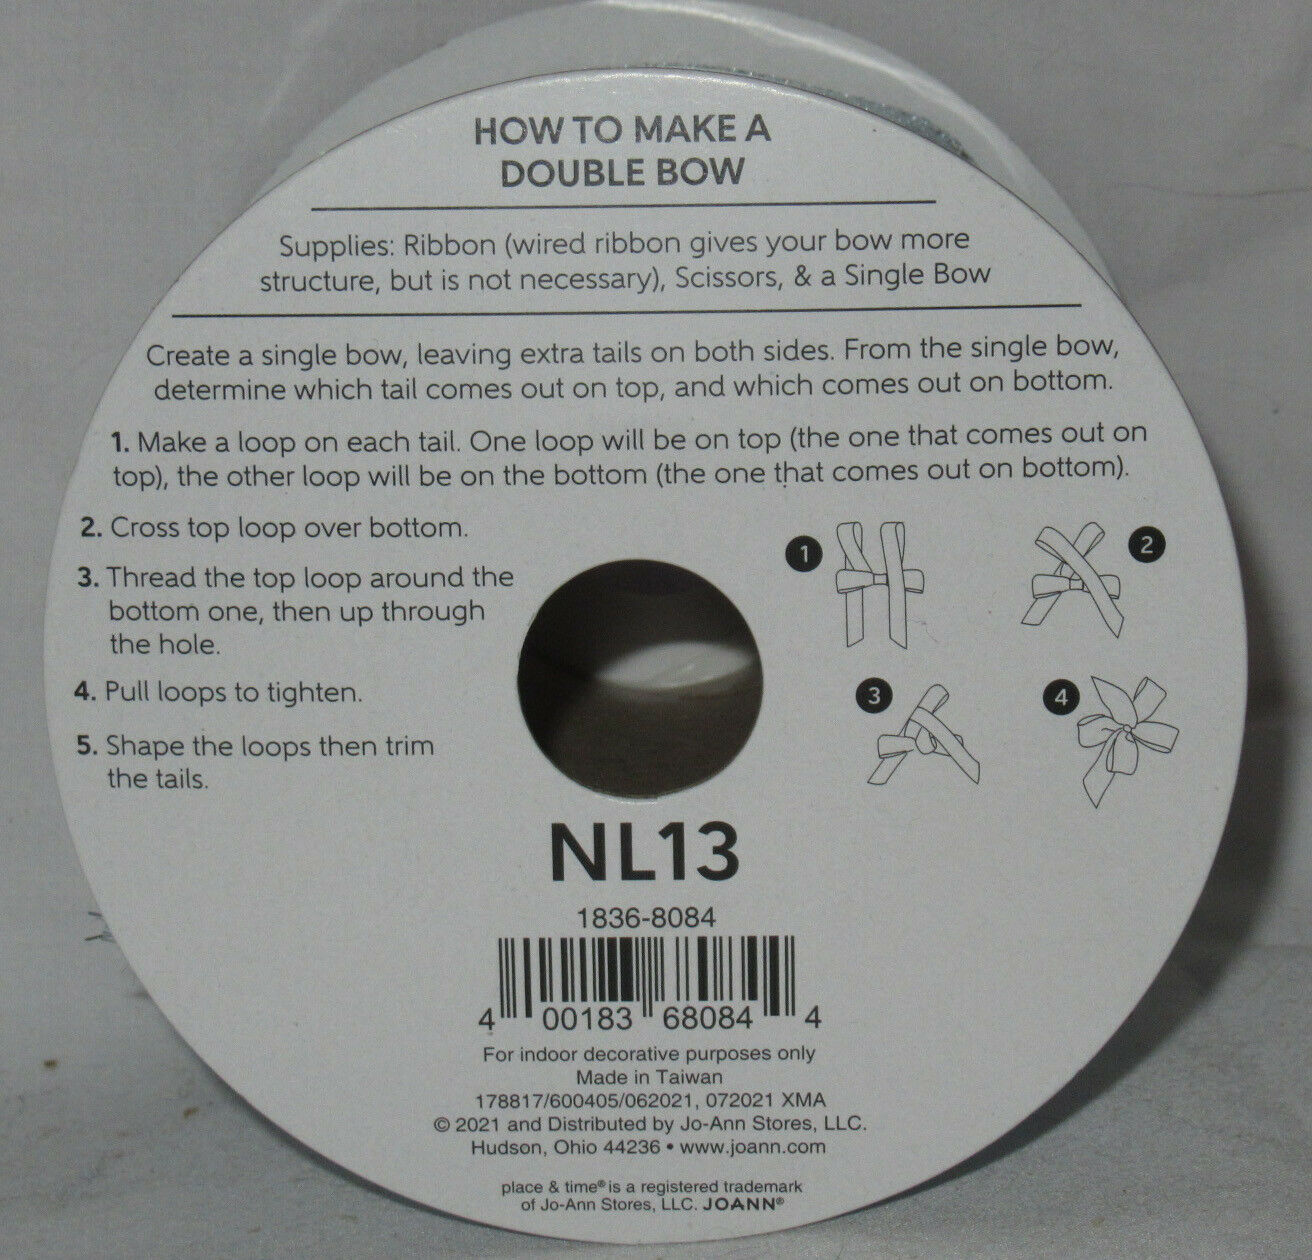 HOW TO MAKE A
DOUBLE BOW
Supplies: Ribbon (wired ribbon gives your bow more
structure, but is not necessary), Scissors, & a Single Bow
Create a single bow, leaving extra tails on both sides. From the single bow,
determine which tail comes out on top, and which comes out on bottom.
1. Make a loop on each tail. One loop will be on top (the one that comes out on
top), the other loop will be on the bottom (the one that comes out on bottom).
2. Cross top loop over bottom.
3. Thread the top loop around the
bottom one, then up through
the hole.
4. Pull loops to tighten.
5. Shape the loops then trim
the tails.
1
2
3
4
NL13
1836-8084
4 00183 68084 4
For indoor decorative purposes only
Made in Taiwan
178817/600405/062021, 072021 XMA
© 2021 and Distributed by Jo-Ann Stores, LLC.
Hudson, Ohio 44236 • www.joann.com
place & time® is a registered trademark
of Jo-Ann Stores, LLC. JOANN®